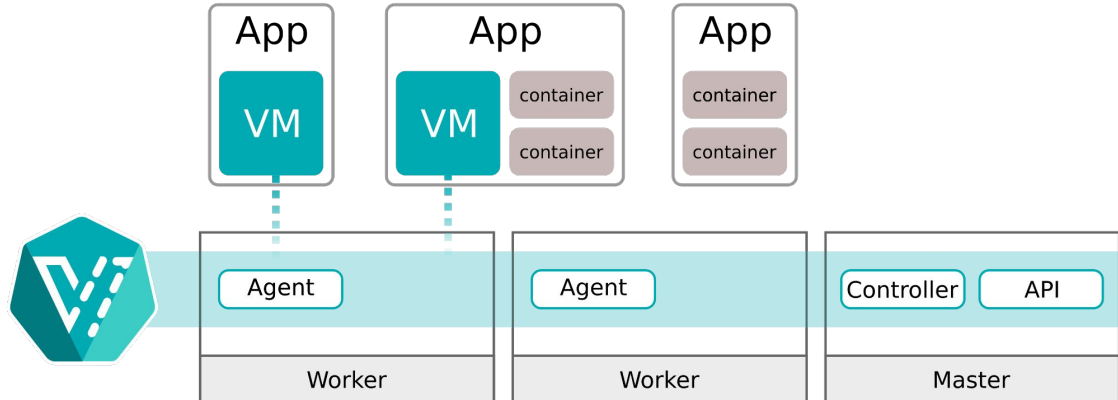 App
App
App
VM
VM
container
container
container
container
Agent
Agent
Controller
API
Worker
Worker
Master